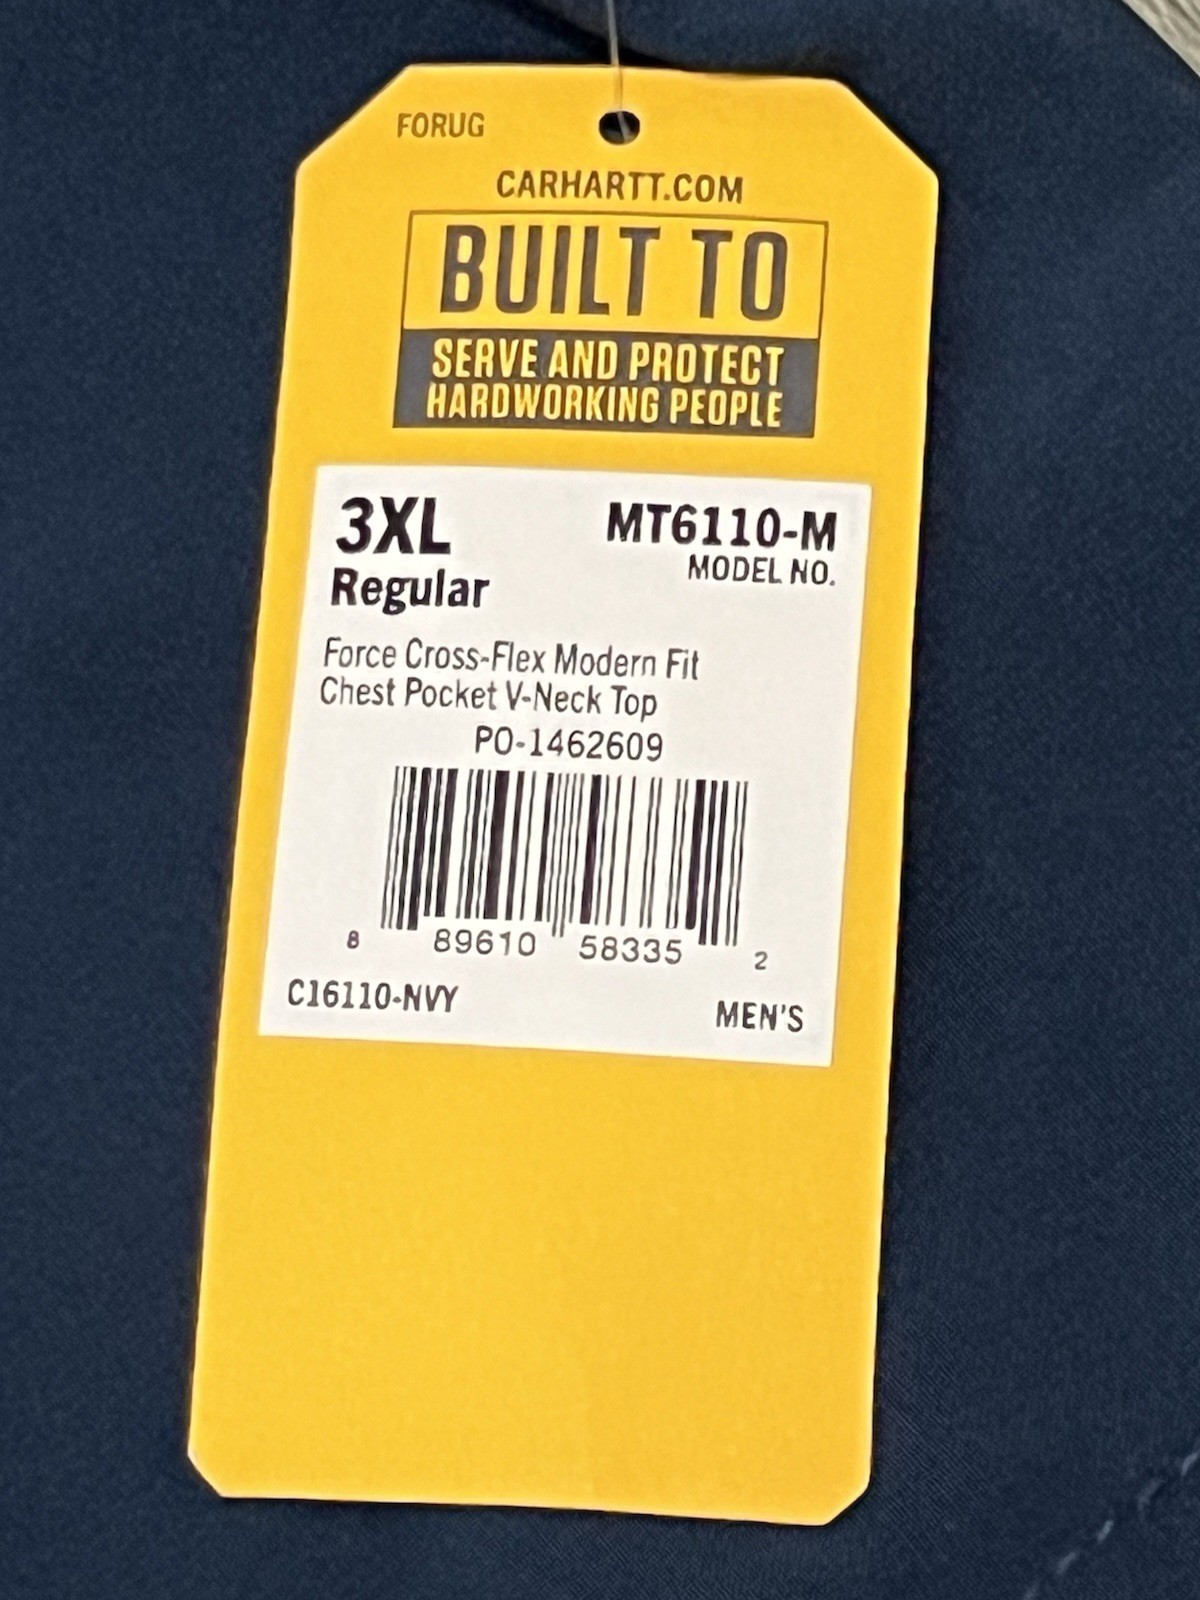 FORUG
CARHARTT.COM
BUILT TO
SERVE AND PROTECT
HARDWORKING PEOPLE
3XL
MT6110-M
Regular
MODEL NO.
Force Cross-Flex Modern Fit
Chest Pocket V-Neck Top
PO-1462609
8 89610 58335 2
C16110-NVY
MEN'S